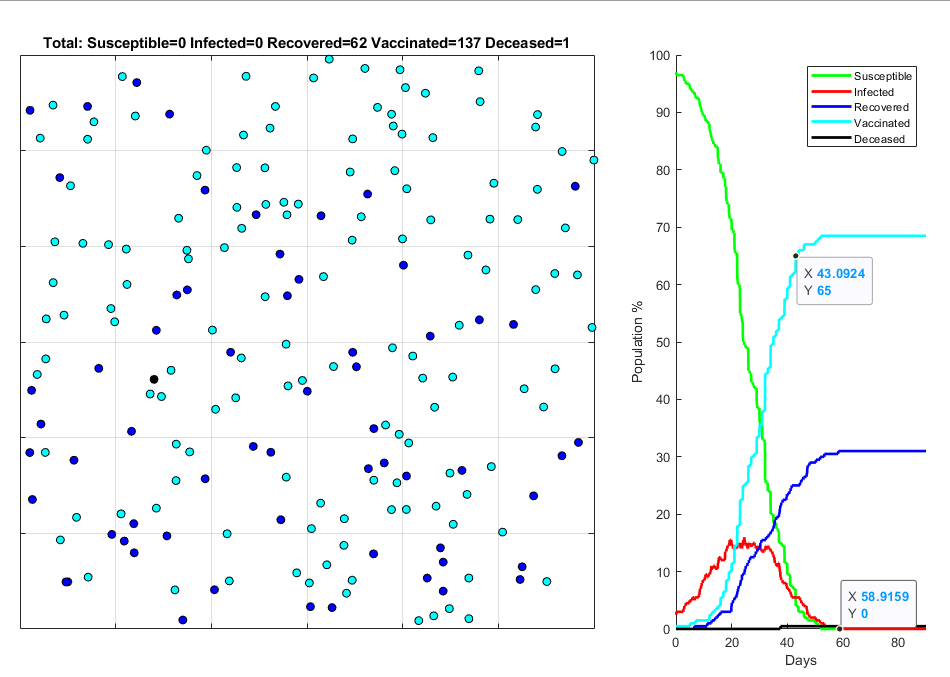 Total: Susceptible=0 Infected=0 Recovered=62 Vaccinated=137 Deceased=1
100
90
80
70
60
50
40
30
20
10
0
Population %
Susceptible
Infected
Recovered
Vaccinated
Deceased
X 43.0924
Y 65
X 58.9159
Y 0
0 20 40 60 80
Days